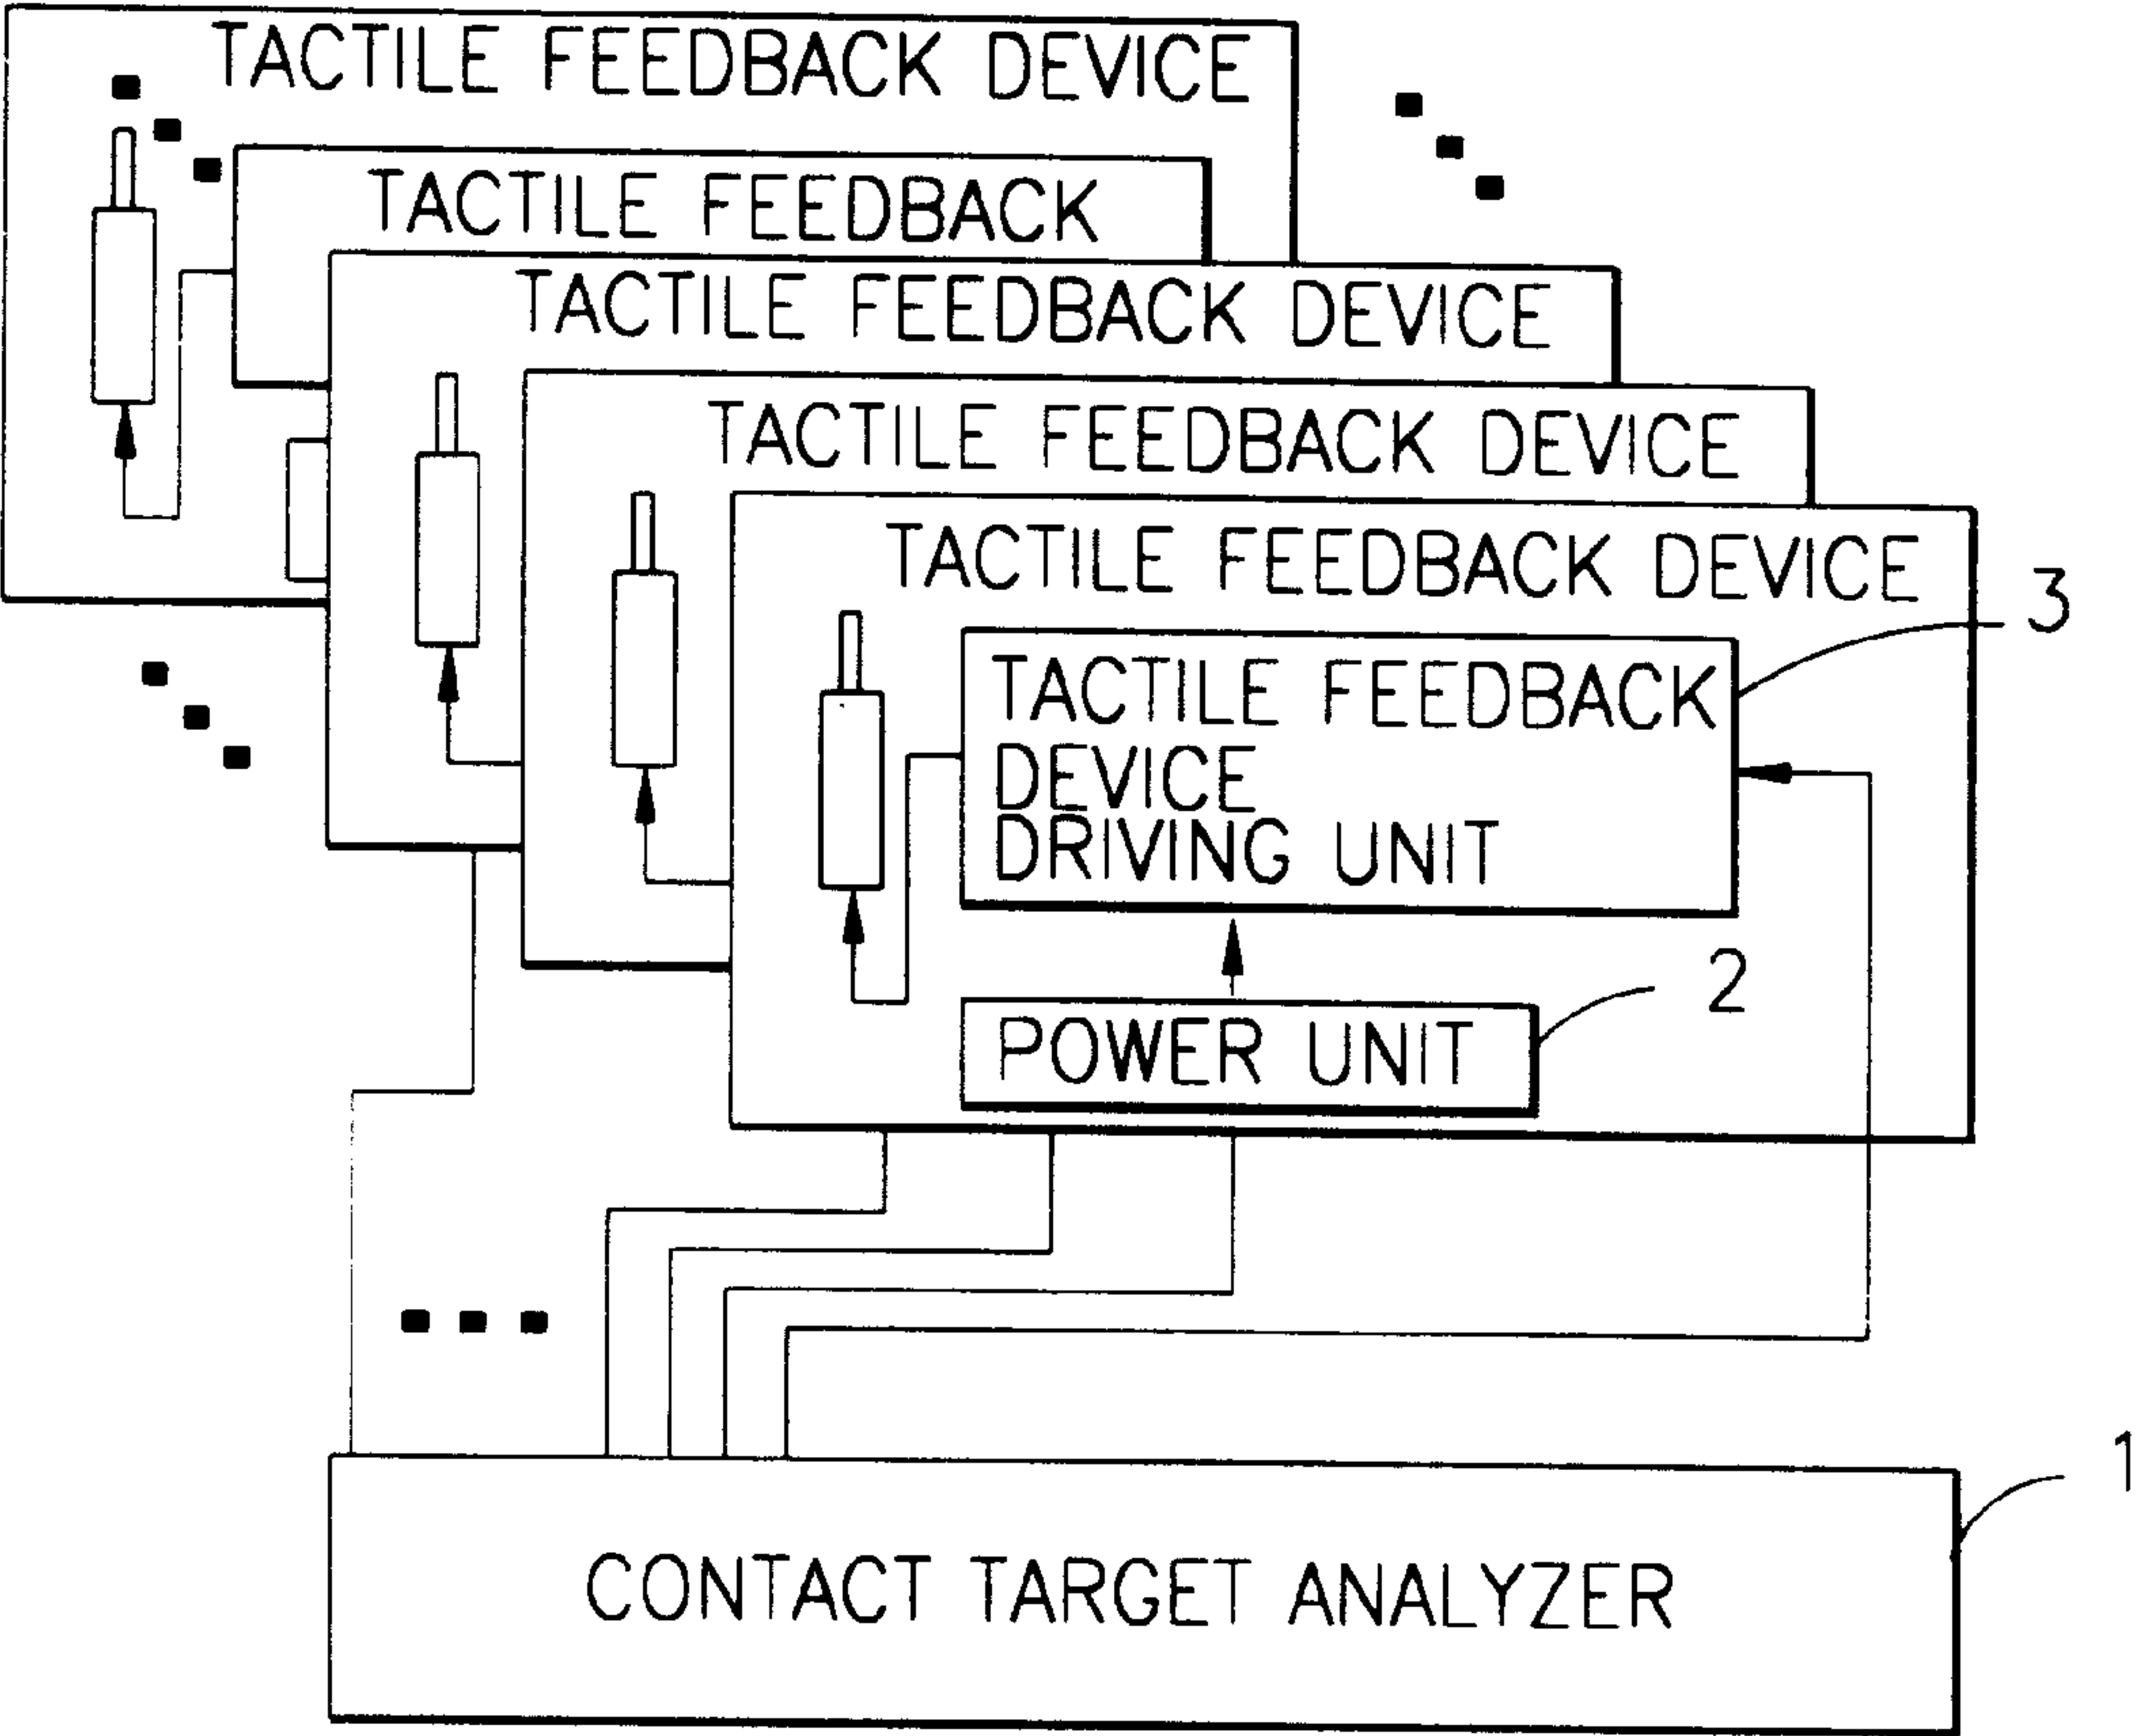 TACTILE FEEDBACK DEVICE
TACTILE FEEDBACK
TACTILE FEEDBACK DEVICE
TACTILE FEEDBACK DEVICE
TACTILE FEEDBACK DEVICE
3
TACTILE FEEDBACK
DEVICE
DRIVING UNIT
2
POWER UNIT
1
CONTACT TARGET ANALYZER